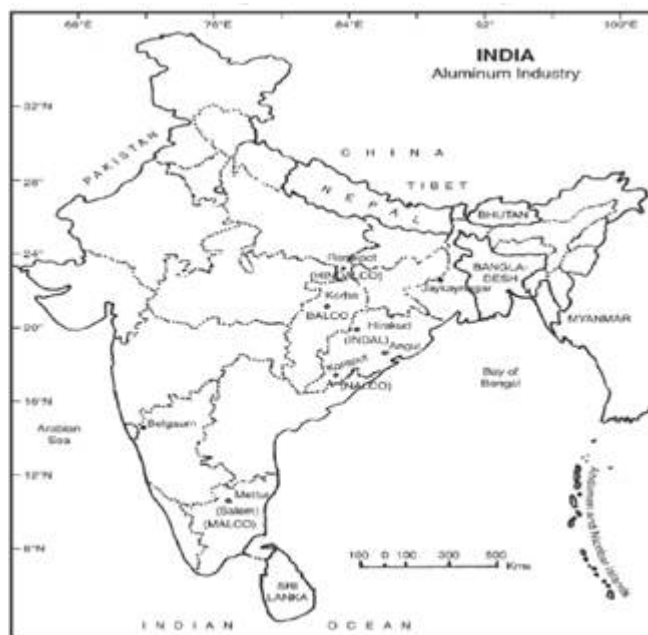 68°E
76°E
84°E
92°
100°E
INDIA
Aluminum Industry
32°N
PAKISTAN
CHINA
28°N
TIBET
NEPAL
BHUTAN
24°N
Renukoot
(HINDALCO)
BANGLA-
DESH
Jaykaynagar
Korba
BALCO
MYANMAR
20°N
Hirakud
(INDAL)
Angul
Koraput
(NALCO)
Bay of
Bengal
16°N
Arabian
Sea
Belgaum
12°N
Mettur
(Salem)
(MALCO)
Andaman and Nicobar Islands
8°N
100 0 100 300 500
Kms
SRI
LANKA
INDIAN OCEAN